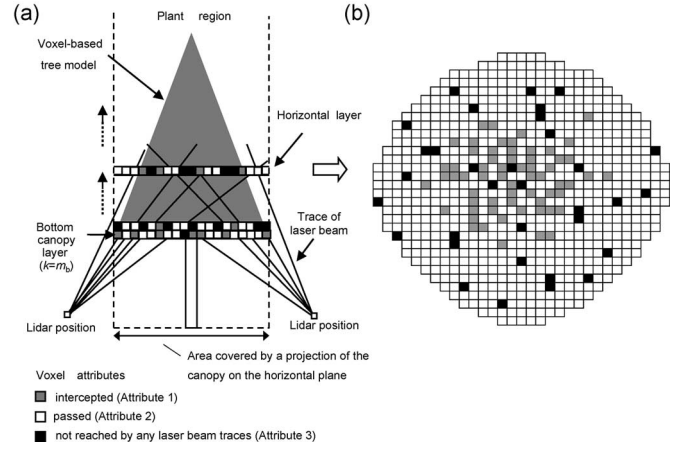 (a)
(b)
Plant region
Voxel-based
tree model
Horizontal layer
Bottom
canopy
layer
(k=mb)
Trace of
laser beam
Lidar position
Lidar position
Area covered by a projection of the
canopy on the horizontal plane
Voxel attributes
intercepted (Attribute 1)
passed (Attribute 2)
not reached by any laser beam traces (Attribute 3)